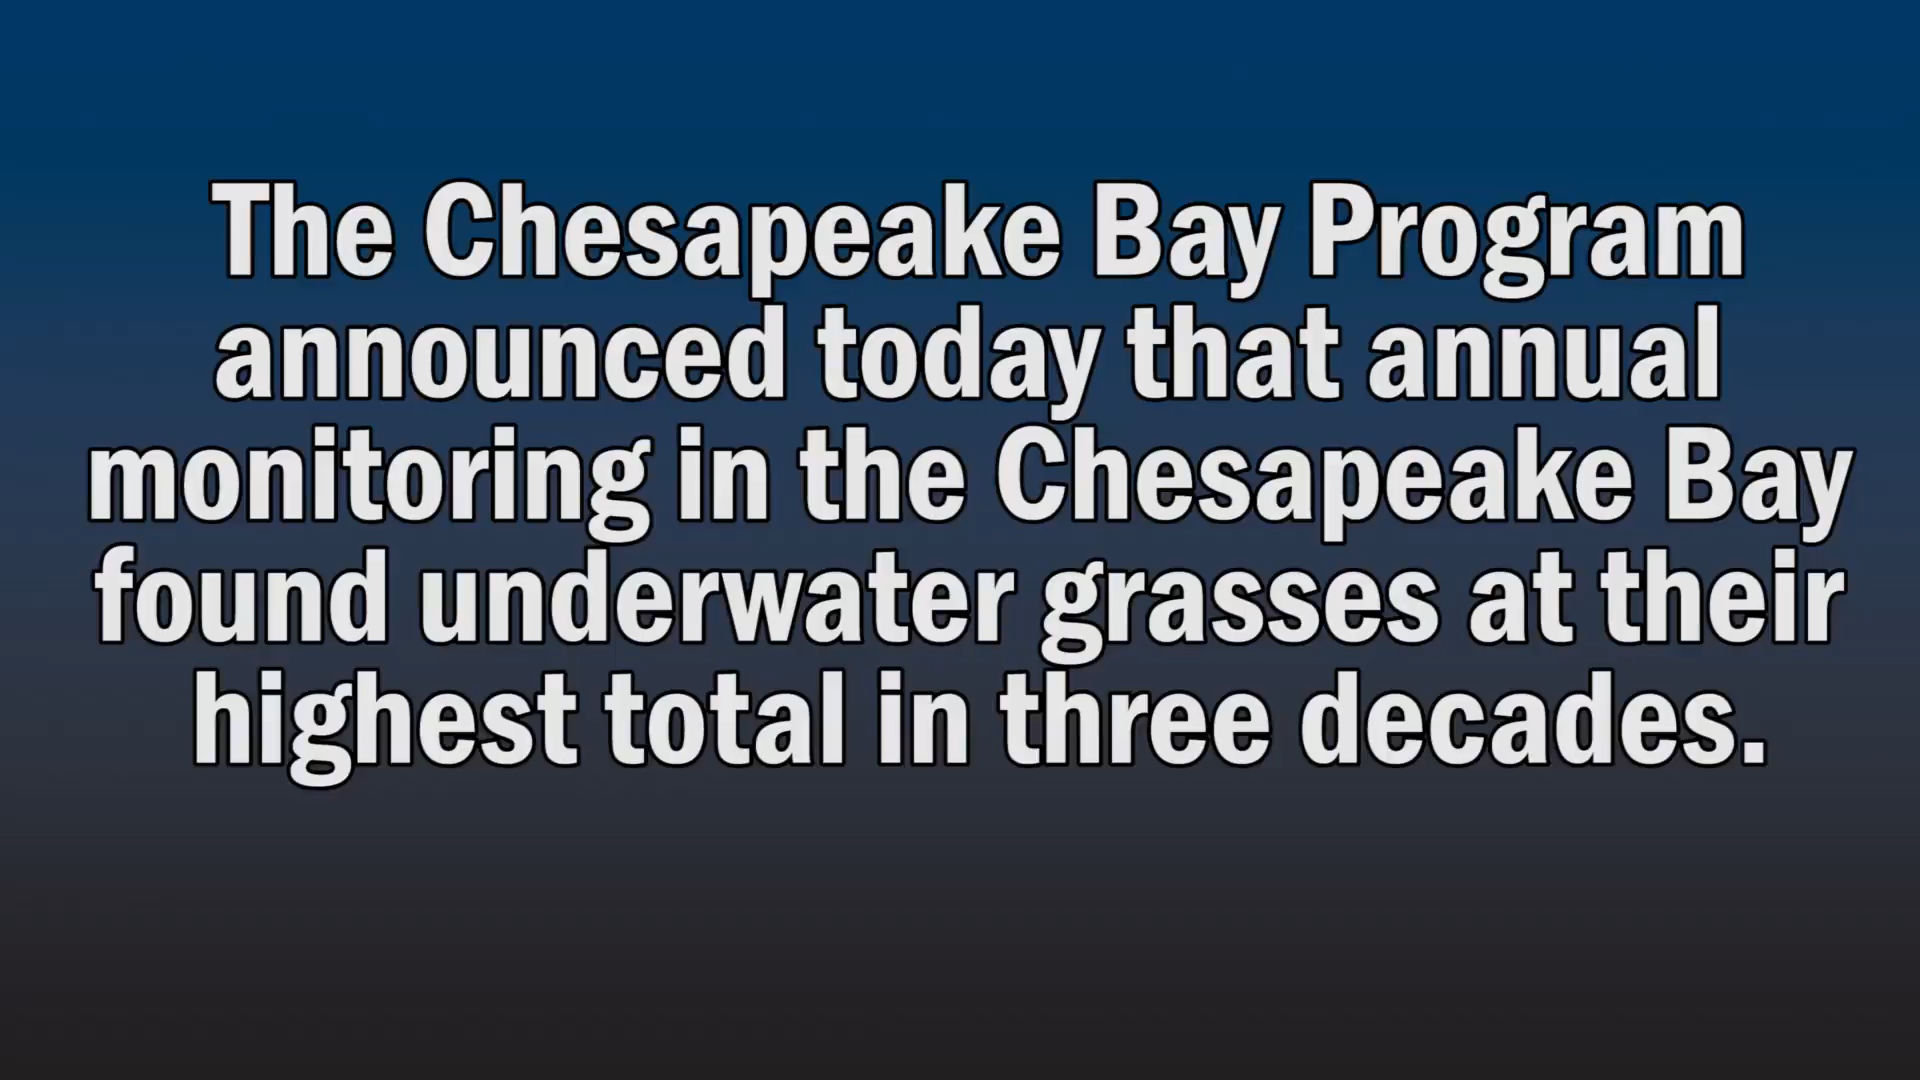 The Chesapeake Bay Program
announced today that annual
monitoring in the Chesapeake Bay
found underwater grasses at their
highest total in three decades.